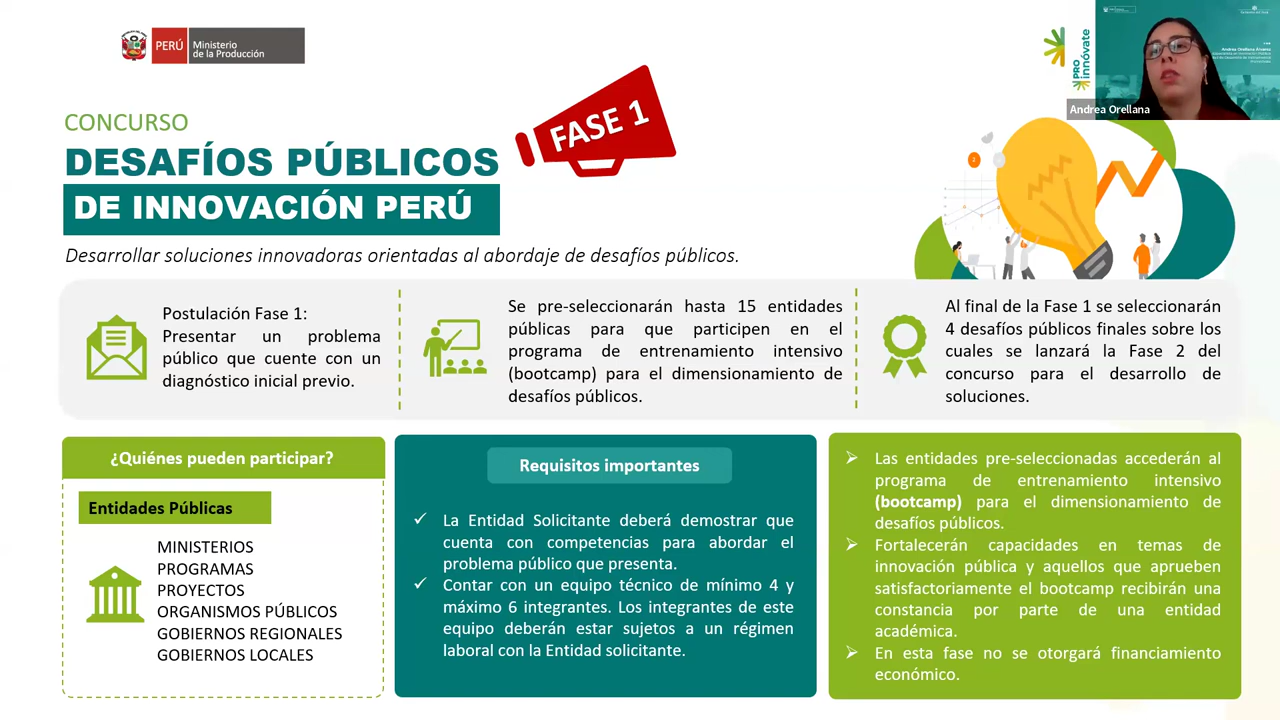 PERÚ
Ministerio
de la Producción
PRO
innóvate
Andrea Orellana Álvarez
Andrea Orellana
CONCURSO
DESAFÍOS PÚBLICOS
DE INNOVACIÓN PERÚ
FASE 1
Desarrollar soluciones innovadoras orientadas al abordaje de desafíos públicos.
Postulación Fase 1:
Presentar un problema
público que cuente con un
diagnóstico inicial previo.
Se pre-seleccionarán hasta 15 entidades
públicas para que participen en el
programa de entrenamiento intensivo
(bootcamp) para el dimensionamiento de
desafíos públicos.
Al final de la Fase 1 se seleccionarán
4 desafíos públicos finales sobre los
cuales se lanzará la Fase 2 del
concurso para el desarrollo de
soluciones.
¿Quiénes pueden participar?
Entidades Públicas
MINISTERIOS
PROGRAMAS
PROYECTOS
ORGANISMOS PÚBLICOS
GOBIERNOS REGIONALES
GOBIERNOS LOCALES
Requisitos importantes
La Entidad Solicitante deberá demostrar que
cuenta con competencias para abordar el
problema público que presenta.
Contar con un equipo técnico de mínimo 4 y
máximo 6 integrantes. Los integrantes de este
equipo deberán estar sujetos a un régimen
laboral con la Entidad solicitante.
Las entidades pre-seleccionadas accederán al
programa de entrenamiento intensivo
(bootcamp) para el dimensionamiento de
desafíos públicos.
Fortalecerán capacidades en temas de
innovación pública y aquellos que aprueben
satisfactoriamente el bootcamp recibirán una
constancia por parte de una entidad
académica.
En esta fase no se otorgará financiamiento
económico.